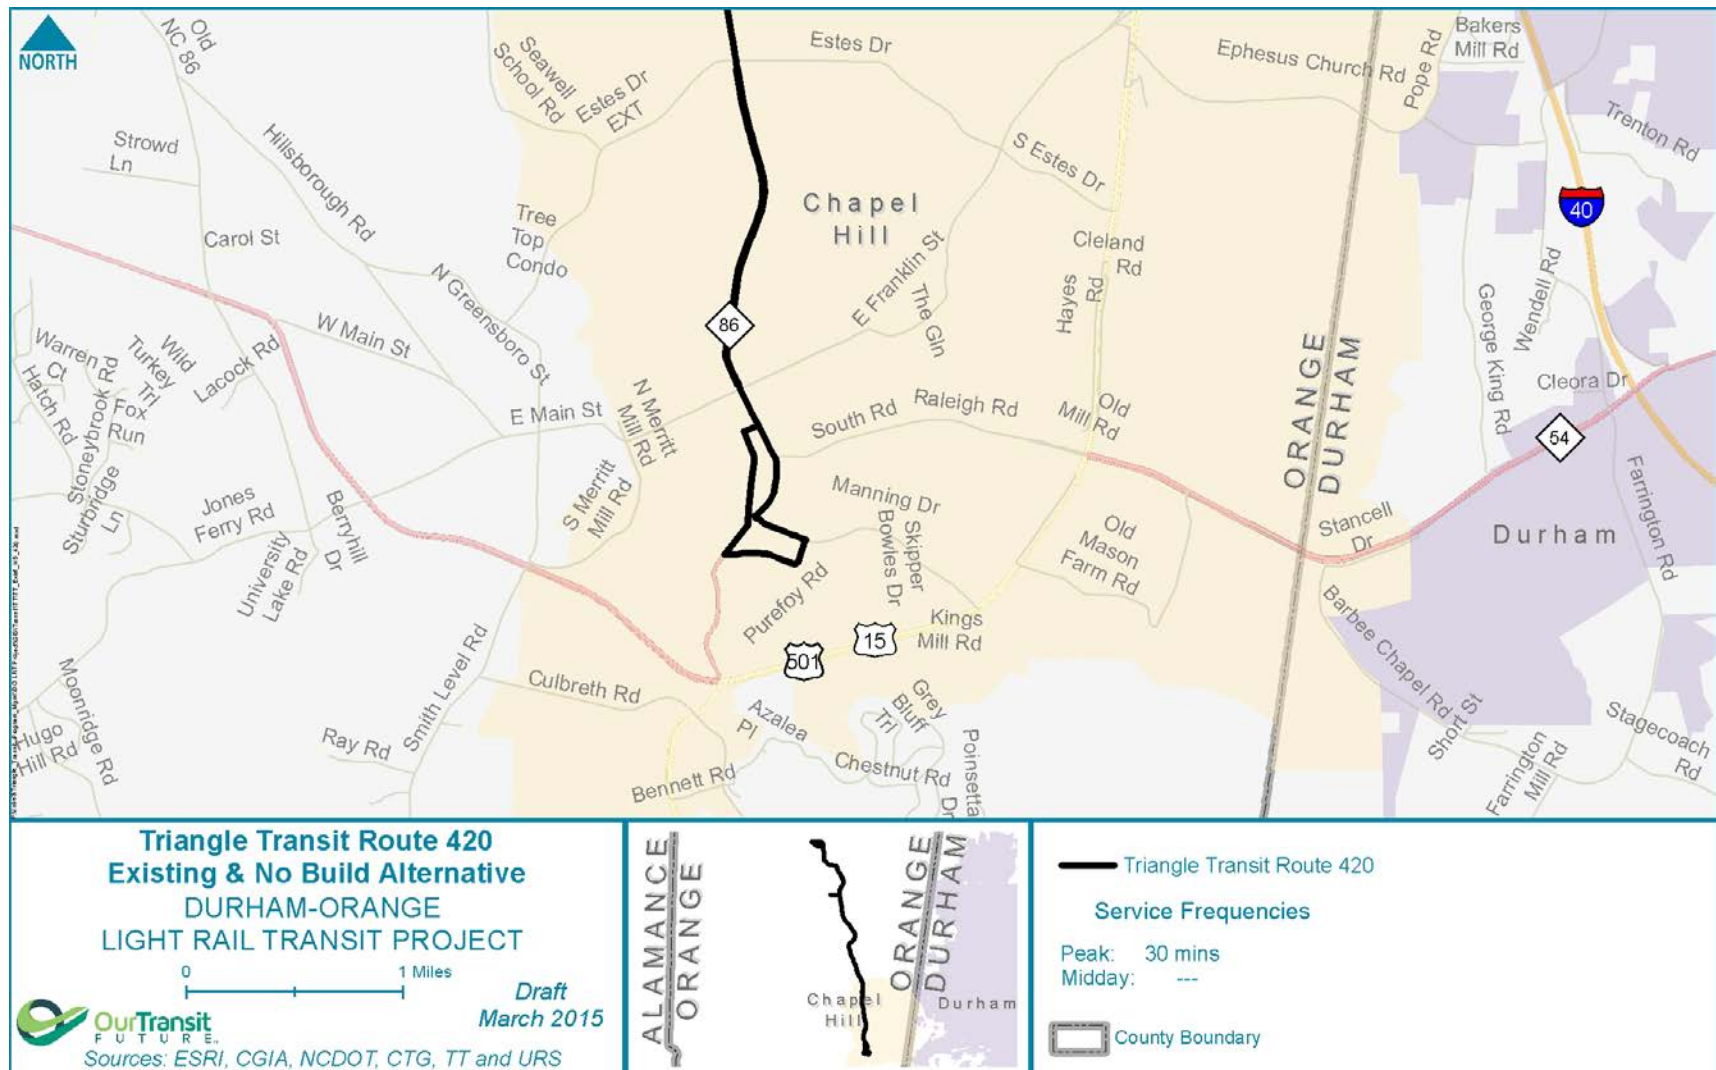 NORTH
Old
NC 86
Seawell
School Rd
Estes Dr
EXT
Estes Dr
Ephesus Church Rd
Pope Rd
Bakers
Mill Rd
Trenton Rd
Strowd
Ln
Hillsborough Rd
S Estes Dr
Chapel
Hill
40
Carol St
Tree
Top
Condo
N Greensboro St
E Franklin St
The Gln
Cleland
Rd
Hayes
Rd
George King Rd
Wendell Rd
86
Warren
Ct
Wild
Turkey
Trl
Hatch Rd
Stoneybrook Rd
Fox
Run
Lacock Rd
W Main St
E Main St
N Merritt
Mill Rd
South Rd
Raleigh Rd
Old
Mill Rd
ORANGE
DURHAM
Cleora Dr
54
Sturbridge
Ln
Jones
Ferry Rd
Berryhill
Dr
University
Lake Rd
S Merritt
Mill Rd
Manning Dr
Skipper
Bowles Dr
Old
Mason
Farm Rd
Stancell
Dr
Durham
Farrington Rd
Purefoy Rd
Kings
Mill Rd
15
501
Barbee Chapel Rd
Moonridge Rd
Hugo
Hill Rd
Smith Level Rd
Ray Rd
Culbreth Rd
Azalea
Pl
Grey
Bluff
Trl
Bennett Rd
Chestnut Rd
Poinsetta
Dr
Short St
Farrington
Mill Rd
Stagecoach
Rd
Triangle Transit Route 420
Existing & No Build Alternative
DURHAM-ORANGE
LIGHT RAIL TRANSIT PROJECT
0 1 Miles
Draft
March 2015
OurTransit
FUTURE
Sources: ESRI, CGIA, NCDOT, CTG, TT and URS
ALAMANCE
ORANGE
ORANGE
DURHAM
Chapel
Hill
Durham
Triangle Transit Route 420
Service Frequencies
Peak: 30 mins
Midday: ---
County Boundary